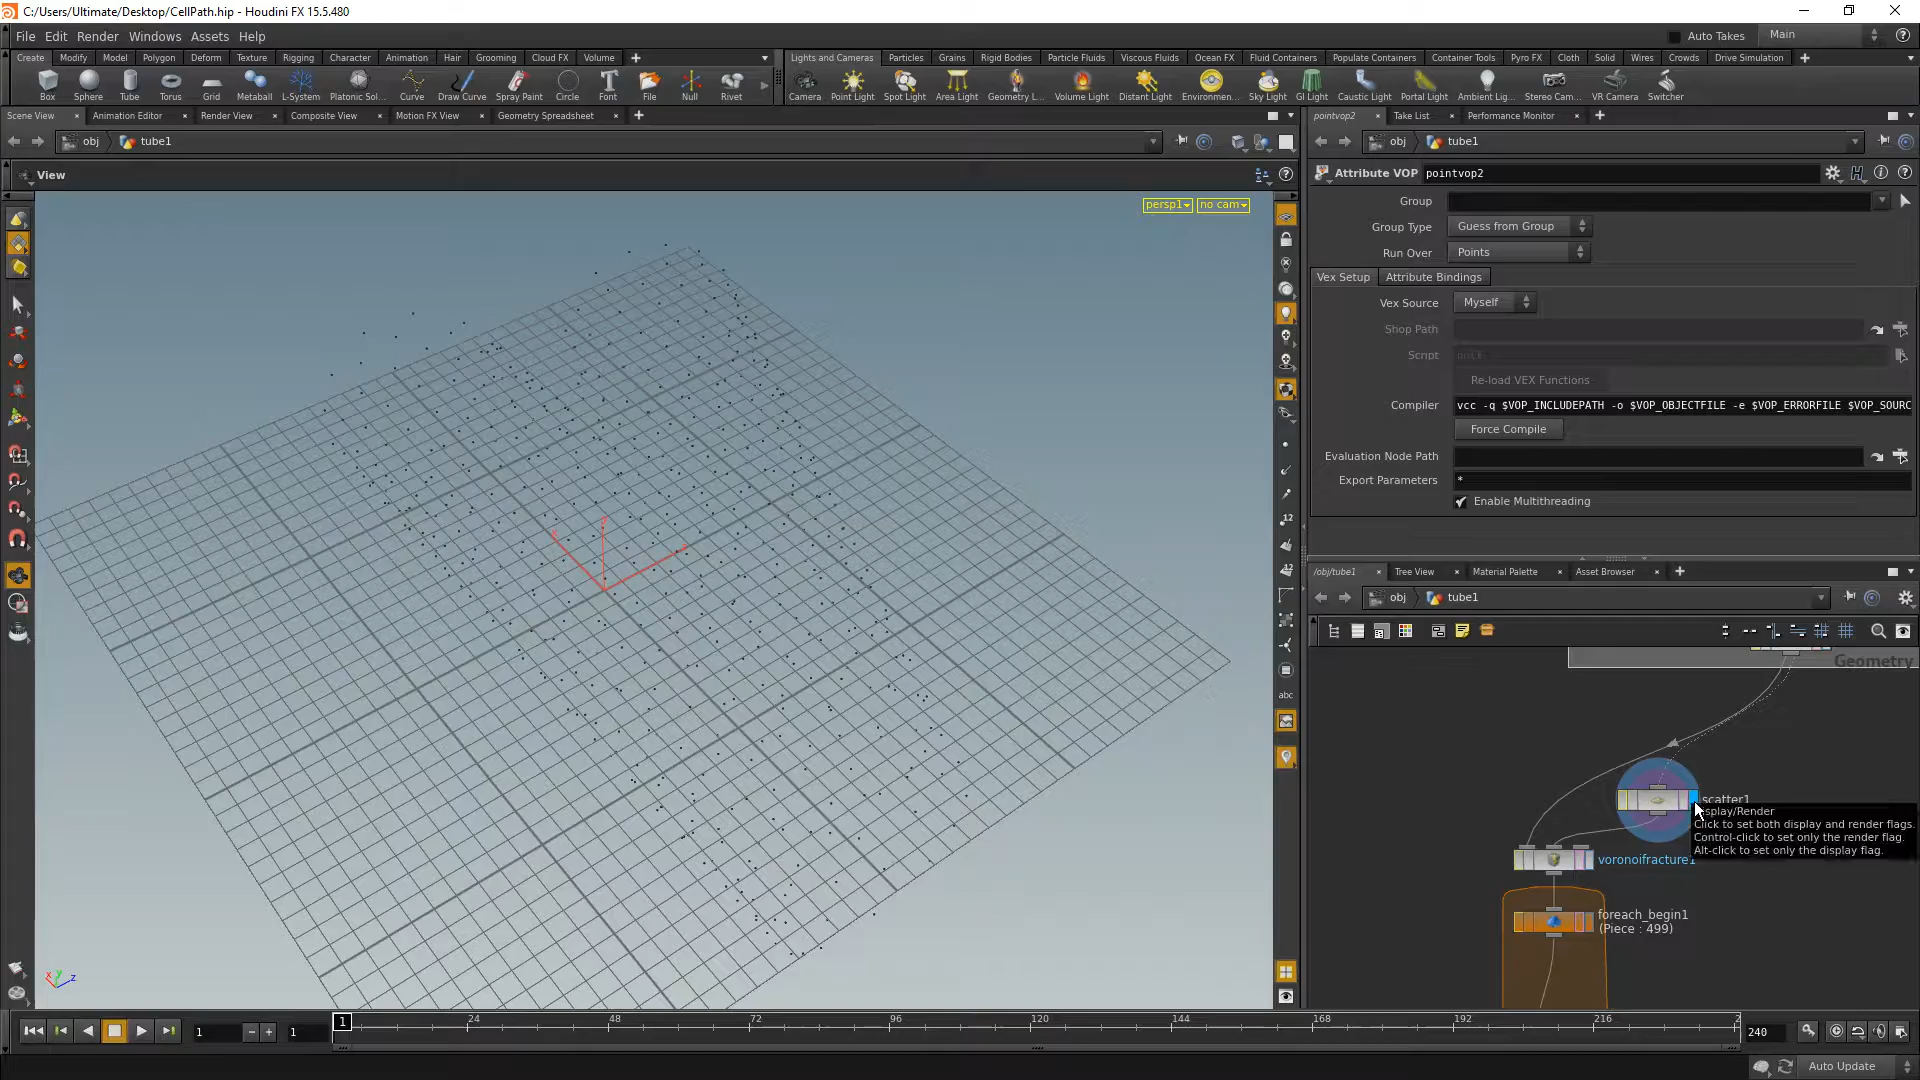 C:/Users/Ultimate/Desktop/CellPath.hip - Houdini FX 15.5.480
File Edit Render Windows Assets Help
Auto Takes Main
Create Modify Model Polygon Deform Texture Rigging Character Animation Hair Grooming Cloud FX Volume
Lights and Cameras Particles Grains Rigid Bodies Particle Fluids Viscous Fluids Ocean FX Fluid Containers Populate Containers Container Tools Pyro FX Cloth Solid Wires Crowds Drive Simulation
Box Sphere Tube Torus Grid Metaball L-System Platonic Sol... Curve Draw Curve Spray Paint Circle Font File Null Rivet
Camera Point Light Spot Light Area Light Geometry L... Volume Light Distant Light Environmen... Sky Light GI Light Caustic Light Portal Light Ambient Lig... Stereo Cam... VR Camera Switcher
Scene View Animation Editor Render View Composite View Motion FX View Geometry Spreadsheet
pointvop2 Take List Performance Monitor
obj tube1
obj tube1
View
persp1 no cam
Attribute VOP pointvop2
Group
Group Type Guess from Group
Run Over Points
Vex Setup Attribute Bindings
Vex Source Myself
Shop Path
Script null
Re-load VEX Functions
Compiler vcc -q $VOP_INCLUDEPATH -o $VOP_OBJECTFILE -e $VOP_ERRORFILE $VOP_SOURC
Force Compile
Evaluation Node Path
Export Parameters *
Enable Multithreading
12
12
abc
/obj/tube1 Tree View Material Palette Asset Browser
obj tube1
Geometry
scatter1
Display/Render
Click to set both display and render flags.
Control-click to set only the render flag.
Alt-click to set only the display flag.
voronoifracture1
foreach_begin1
(Piece : 499)
x y z
1 1 1 24 48 72 96 120 144 168 192 216 2 240
Auto Update